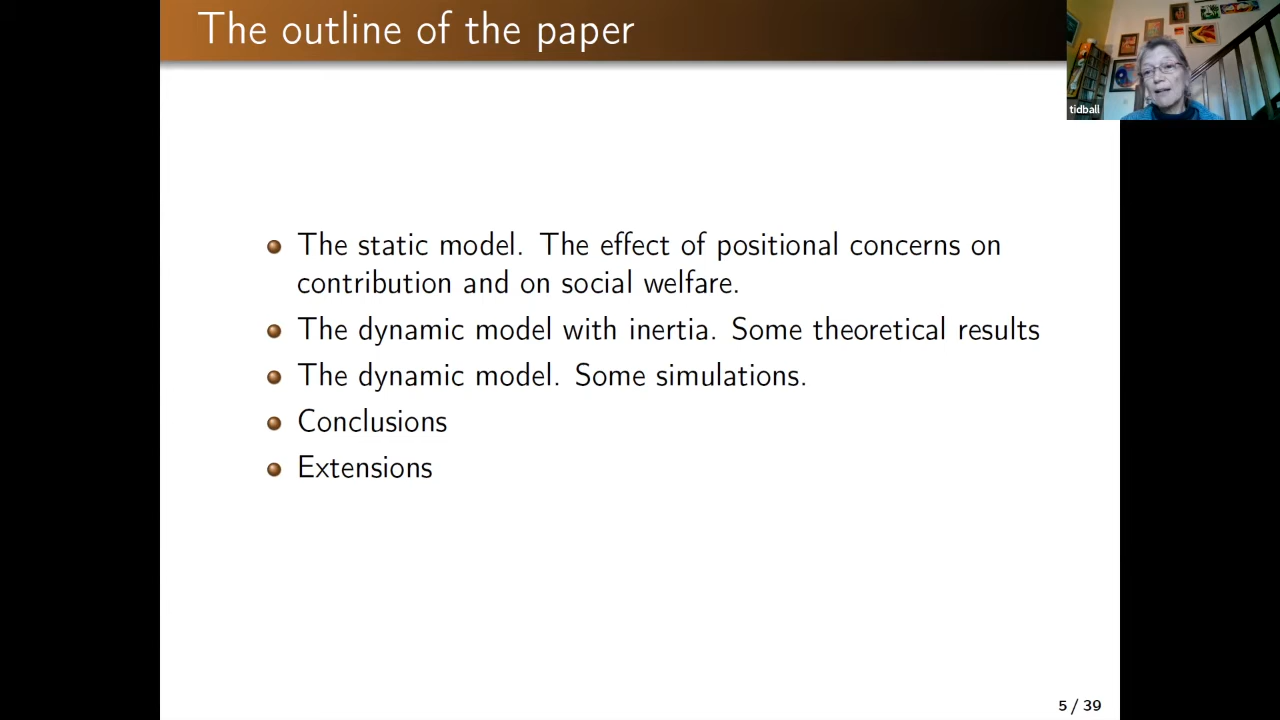 The outline of the paper
tidball
The static model. The effect of positional concerns on
contribution and on social welfare.
The dynamic model with inertia. Some theoretical results
The dynamic model. Some simulations.
Conclusions
Extensions
5 / 39